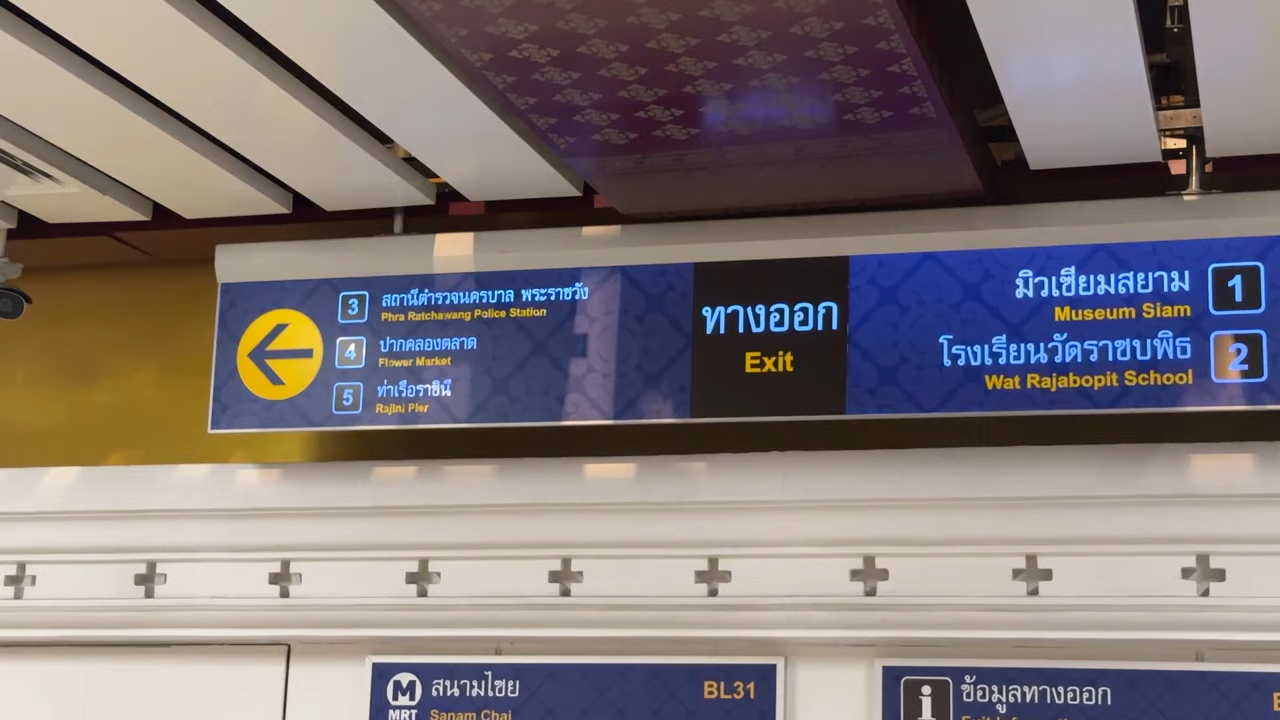 3 สถานีตำรวจนครบาล พระราชวัง
Phra Ratchawang Police Station
4 ปากคลองตลาด
Flower Market
5 ท่าเรือราชินี
Rajini Pier
ทางออก
Exit
มิวเซียมสยาม 1
Museum Siam
โรงเรียนวัดราชบพิธ 2
Wat Rajabopit School
สนามไชย BL31
MRT Sanam Chai
i ข้อมูลทางออก